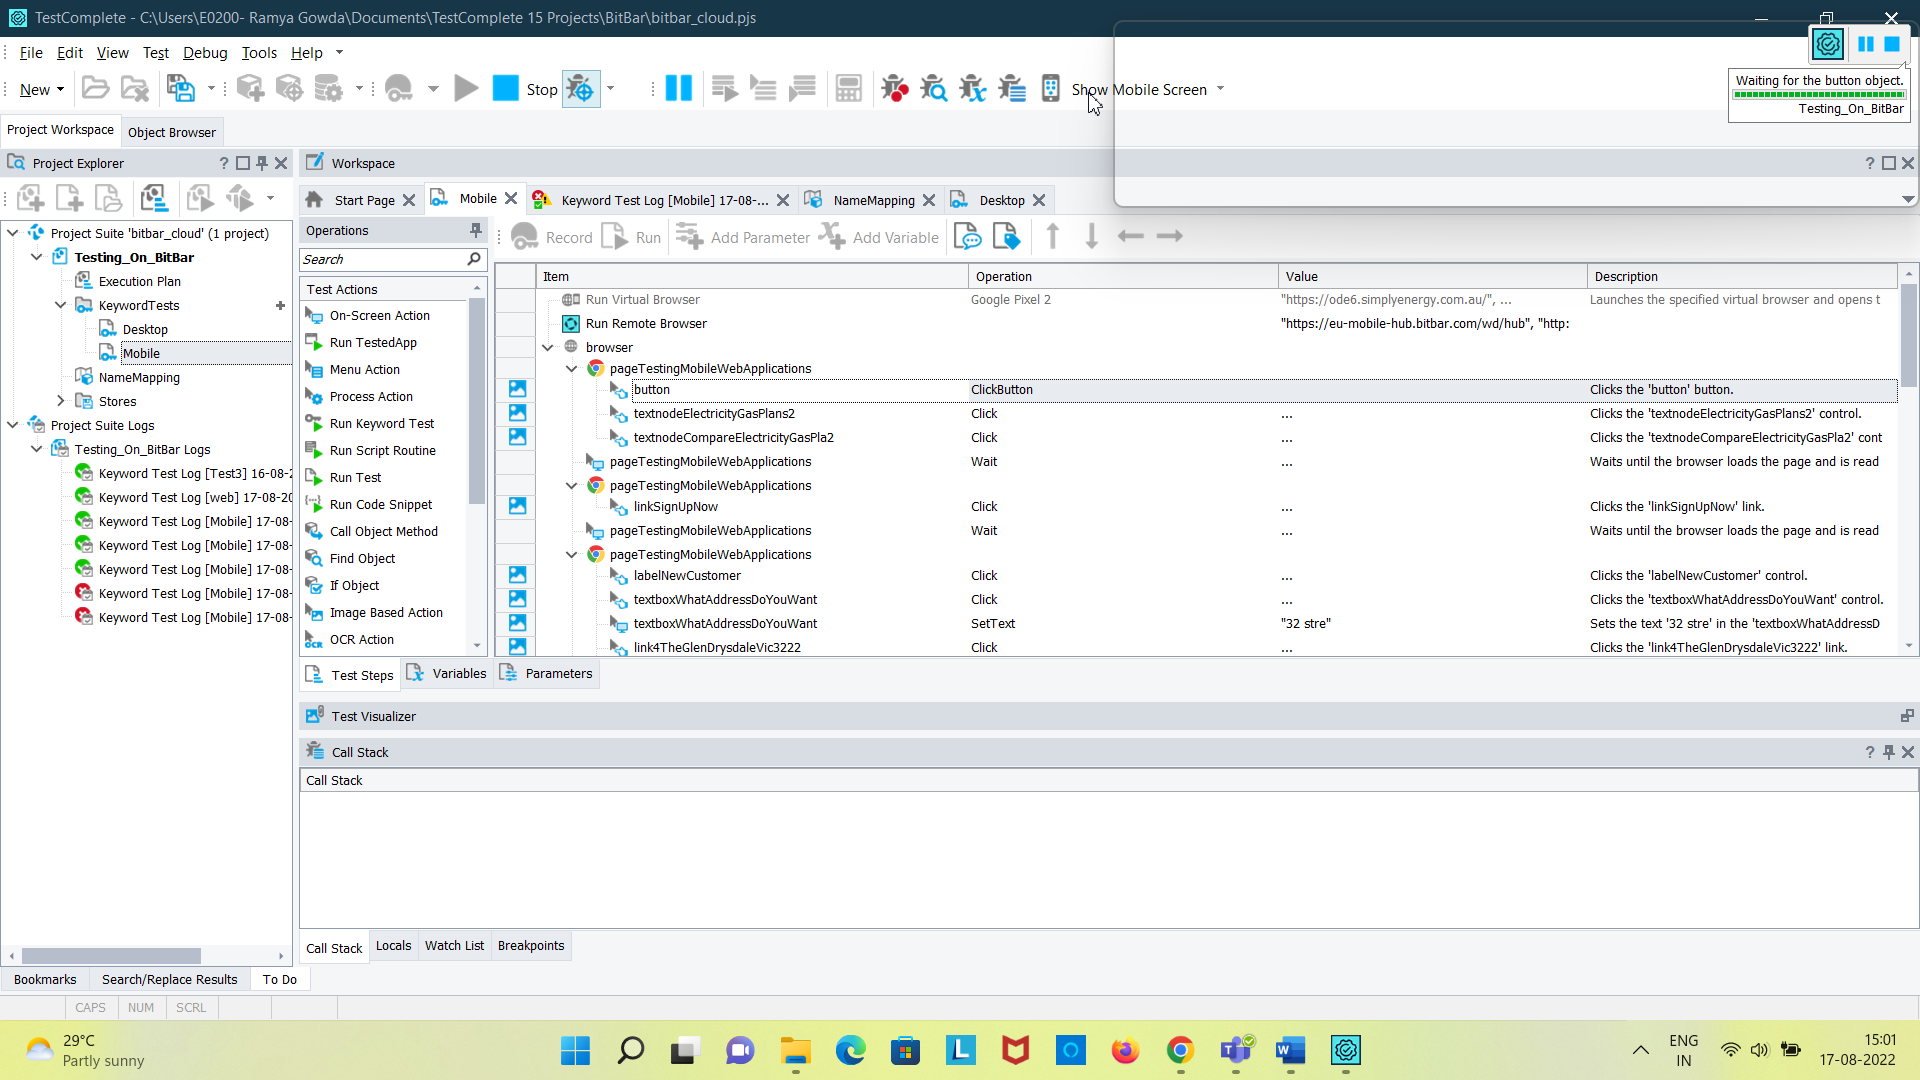 TestComplete - C:\Users\E0200- Ramya Gowda\Documents\TestComplete 15 Projects\BitBar\bitbar_cloud.pjs
File Edit View Test Debug Tools Help
New Stop Show Mobile Screen
Waiting for the button object.
Testing_On_BitBar
Project Workspace Object Browser
Project Explorer
Workspace
Start Page Mobile Keyword Test Log [Mobile] 17-08-... NameMapping Desktop
Project Suite 'bitbar_cloud' (1 project)
Testing_On_BitBar
Execution Plan
KeywordTests
Desktop
Mobile
NameMapping
Stores
Project Suite Logs
Testing_On_BitBar Logs
Keyword Test Log [Test3] 16-08-2
Keyword Test Log [web] 17-08-20
Keyword Test Log [Mobile] 17-08-
Keyword Test Log [Mobile] 17-08-
Keyword Test Log [Mobile] 17-08-
Keyword Test Log [Mobile] 17-08-
Keyword Test Log [Mobile] 17-08-
Operations
Search
Test Actions
On-Screen Action
Run TestedApp
Menu Action
Process Action
Run Keyword Test
Run Script Routine
Run Test
Run Code Snippet
Call Object Method
Find Object
If Object
Image Based Action
OCR Action
Record Run Add Parameter Add Variable
Item Operation Value Description
Run Virtual Browser Google Pixel 2 "https://ode6.simplyenergy.com.au/", ... Launches the specified virtual browser and opens t
Run Remote Browser "https://eu-mobile-hub.bitbar.com/wd/hub", "http:
browser
pageTestingMobileWebApplications
button ClickButton Clicks the 'button' button.
textnodeElectricityGasPlans2 Click ... Clicks the 'textnodeElectricityGasPlans2' control.
textnodeCompareElectricityGasPla2 Click ... Clicks the 'textnodeCompareElectricityGasPla2' cont
pageTestingMobileWebApplications Wait ... Waits until the browser loads the page and is read
pageTestingMobileWebApplications
linkSignUpNow Click ... Clicks the 'linkSignUpNow' link.
pageTestingMobileWebApplications Wait ... Waits until the browser loads the page and is read
pageTestingMobileWebApplications
labelNewCustomer Click ... Clicks the 'labelNewCustomer' control.
textboxWhatAddressDoYouWant Click ... Clicks the 'textboxWhatAddressDoYouWant' control.
textboxWhatAddressDoYouWant SetText "32 stre" Sets the text '32 stre' in the 'textboxWhatAddressD
link4TheGlenDrysdaleVic3222 Click ... Clicks the 'link4TheGlenDrysdaleVic3222' link.
Test Steps Variables Parameters
Test Visualizer
Call Stack
Call Stack
Call Stack Locals Watch List Breakpoints
Bookmarks Search/Replace Results To Do
CAPS NUM SCRL
29°C
Partly sunny
ENG
IN
15:01
17-08-2022